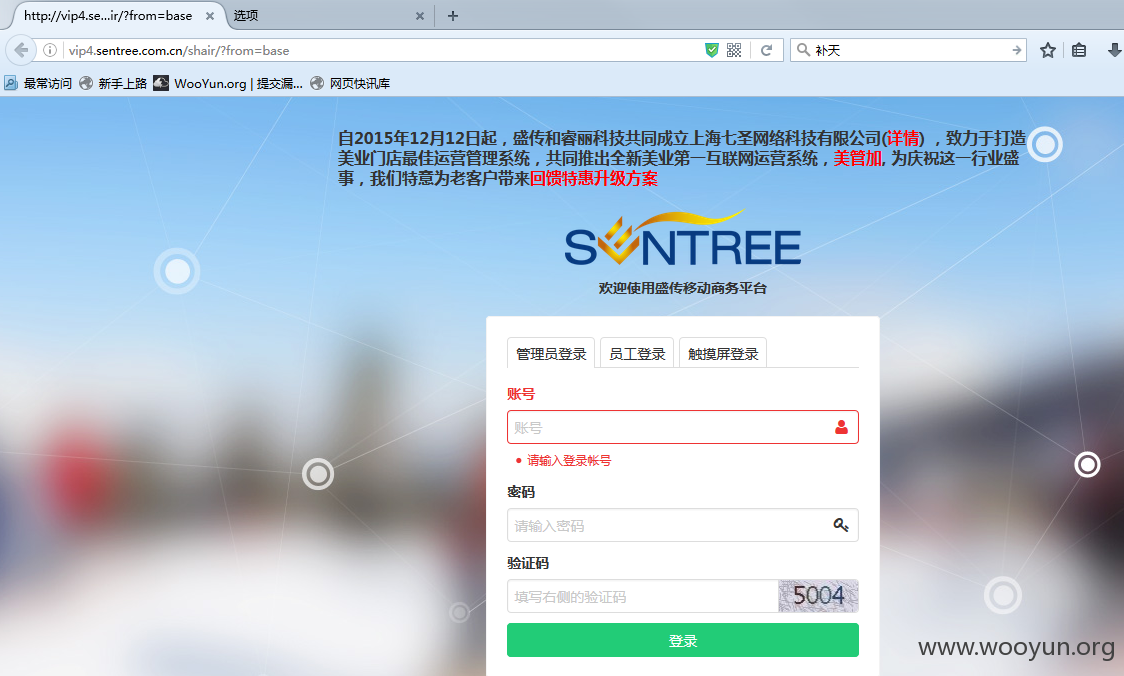 http://vip4.se...ir/?from=base
选项
vip4.sentree.com.cn/shair/?from=base
补天
最常访问 新手上路 WooYun.org | 提交漏... 网页快讯库
自2015年12月12日起，盛传和睿丽科技共同成立上海七圣网络科技有限公司(详情)，致力于打造
美业门店最佳运营管理系统，共同推出全新美业第一互联网运营系统，美管加, 为庆祝这一行业盛
事，我们特意为老客户带来回馈特惠升级方案
SENTREE
欢迎使用盛传移动商务平台
管理员登录 员工登录 触摸屏登录
账号
账号
请输入登录帐号
密码
请输入密码
验证码
填写右侧的验证码 5004
登录
www.wooyun.org